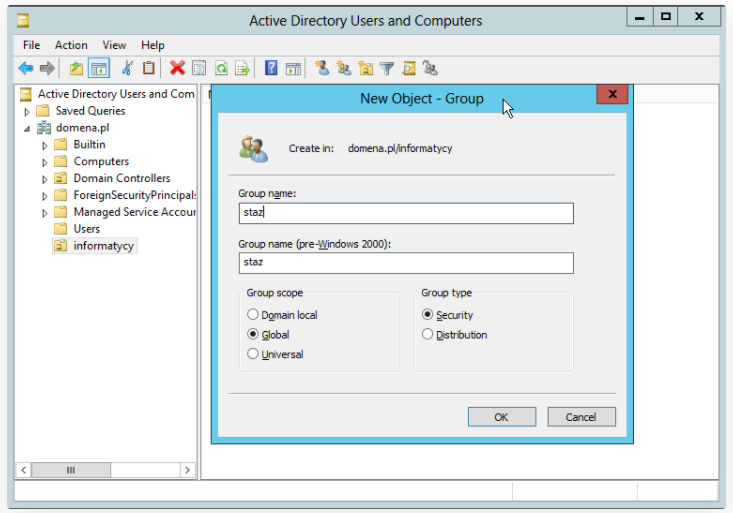 Active Directory Users and Computers
File Action View Help
Active Directory Users and Com
Saved Queries
domena.pl
Builtin
Computers
Domain Controllers
ForeignSecurityPrincipal
Managed Service Accour
Users
informatycy
New Object - Group
Create in: domena.pl/informatycy
Group name:
staz
Group name (pre-Windows 2000):
staz
Group scope
Domain local
Global
Universal
Group type
Security
Distribution
OK Cancel